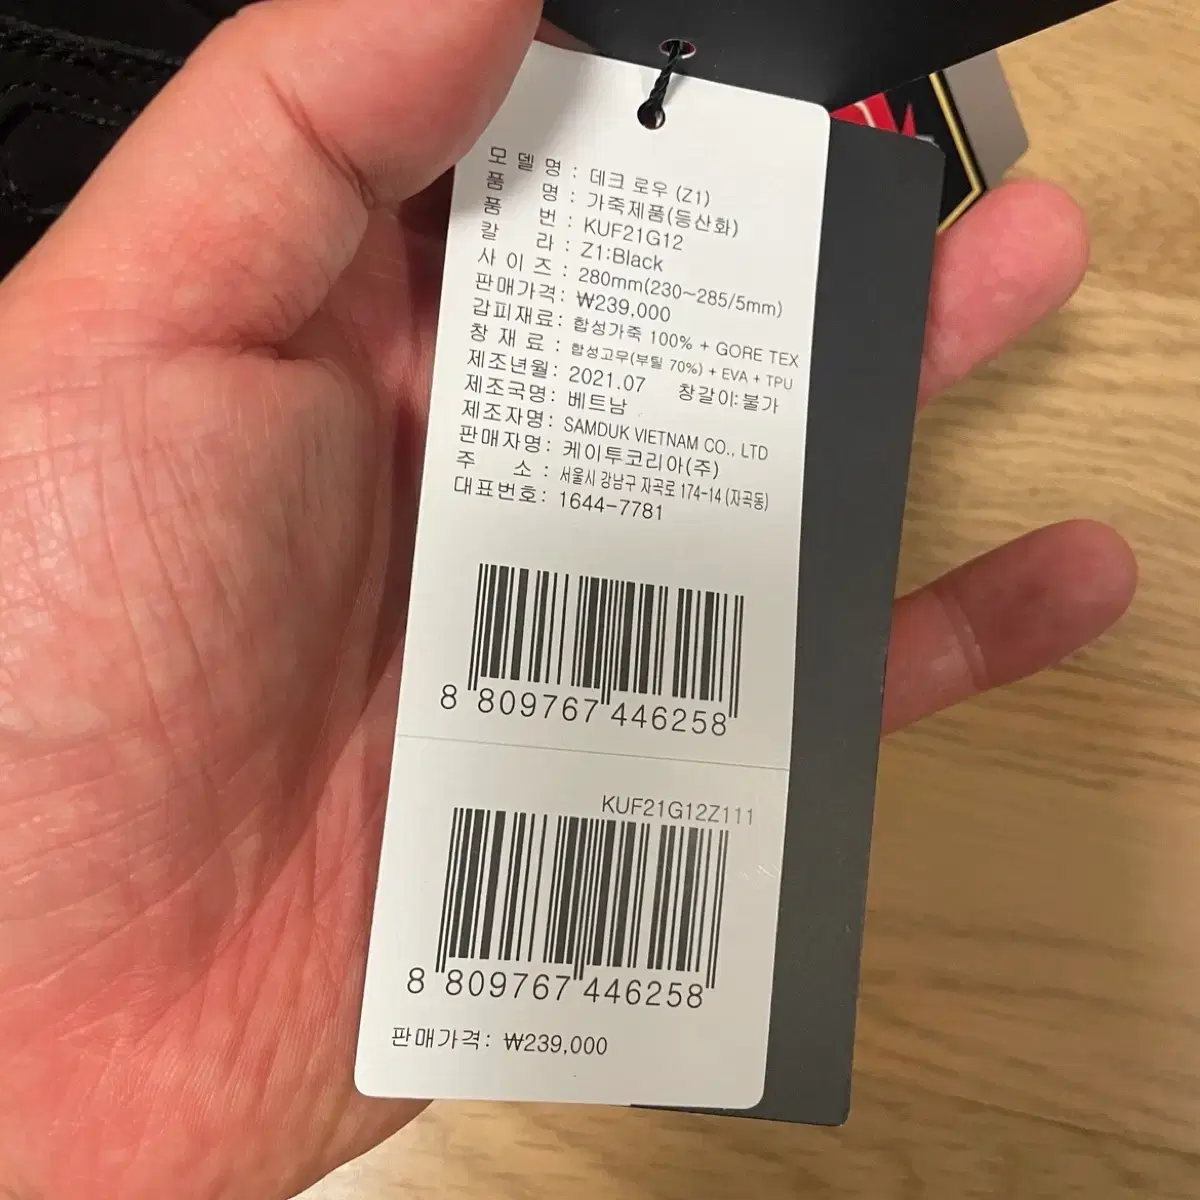 모델명 : 데크 로우 (Z1)
품 명 : 가죽제품(등산화)
품 번 : KUF21G12
칼 라 : Z1:Black
사 이 즈 : 280mm(230~285/5mm)
판매가격: ₩239,000
갑피재료: 합성가죽 100% + GORE TEX
창 재 료 : 합성고무(부틸 70%) + EVA + TPU
제조년월: 2021.07 창갈이:불가
제조국명: 베트남
제조자명: SAMDUK VIETNAM CO., LTD
판매자명: 케이투코리아(주)
주 소 : 서울시 강남구 자곡로 174-14 (자곡동)
대표번호: 1644-7781
8 809767 446258
KUF21G12Z111
8 809767 446258
판매가격: ₩239,000